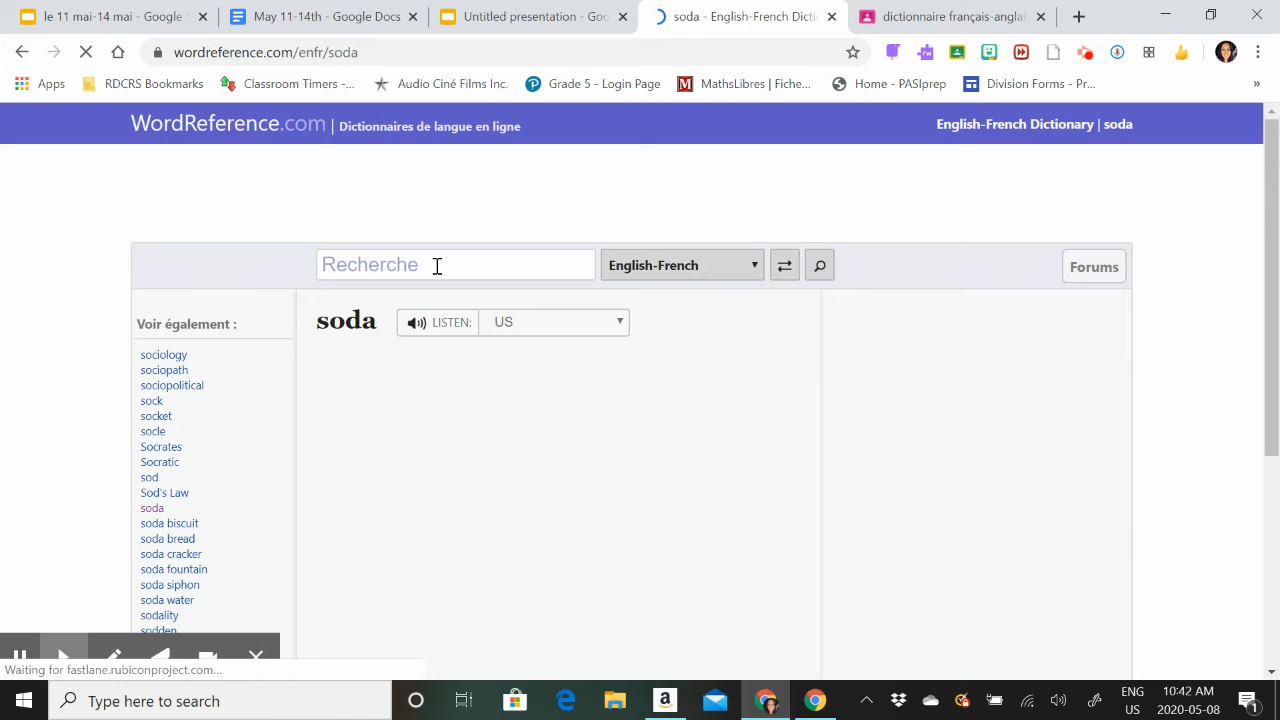 le 11 mai-14 mai - Google Slides
May 11-14th - Google Docs
Untitled presentation - Goo
soda - English-French Dicti
dictionnaire français-anglai
wordreference.com/enfr/soda
Apps
RDCRS Bookmarks
Classroom Timers -...
Audio Ciné Films Inc.
Grade 5 - Login Page
MathsLibres | Fiche...
Home - PASIprep
Division Forms - Pr...
»
WordReference.com | Dictionnaires de langue en ligne
English-French Dictionary | soda
Recherche
English-French
Forums
Voir également :
soda
LISTEN:
US
sociology
sociopath
sociopolitical
sock
socket
socle
Socrates
Socratic
sod
Sod's Law
soda
soda biscuit
soda bread
soda cracker
soda fountain
soda siphon
soda water
sodality
sodden
Waiting for fastlane.rubiconproject.com...
Type here to search
ENG
US
10:42 AM
2020-05-08
1